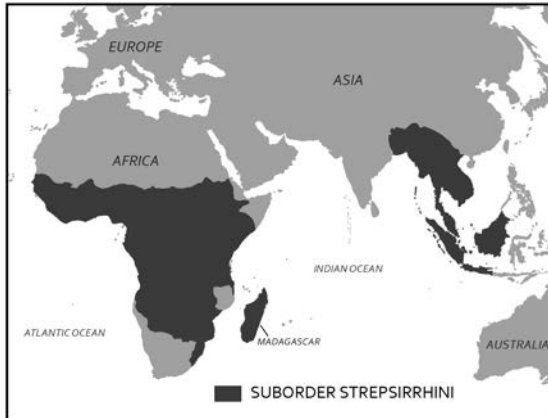 EUROPE
ASIA
AFRICA
INDIAN OCEAN
ATLANTIC OCEAN
MADAGASCAR
AUSTRALIA
SUBORDER STREPSIRRHINI